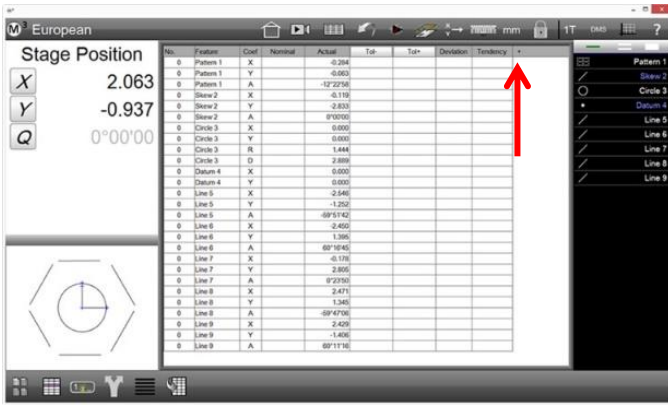 M³ European mm 1T DMS ?
Stage Position
X 2.063
Y -0.937
Q 0°00'00
No. Feature Coef Nominal Actual Tol- Tol+ Deviation Tendency +
0 Pattern 1 X -0.284
0 Pattern 1 Y -0.063
0 Pattern 1 A -12°22'58
0 Skew 2 X -0.119
0 Skew 2 Y -2.833
0 Skew 2 A 0°00'00
0 Circle 3 X 0.000
0 Circle 3 Y 0.000
0 Circle 3 R 1.444
0 Circle 3 D 2.889
0 Datum 4 X 0.000
0 Datum 4 Y 0.000
0 Line 5 X -2.546
0 Line 5 Y -1.252
0 Line 5 A -59°51'42
0 Line 6 X -2.450
0 Line 6 Y 1.395
0 Line 6 A 60°16'45
0 Line 7 X -0.178
0 Line 7 Y 2.805
0 Line 7 A 0°23'50
0 Line 8 X 2.471
0 Line 8 Y 1.345
0 Line 8 A -59°47'06
0 Line 9 X 2.429
0 Line 9 Y -1.406
0 Line 9 A 60°11'16
Pattern 1
Skew 2
Circle 3
Datum 4
Line 5
Line 6
Line 7
Line 8
Line 9